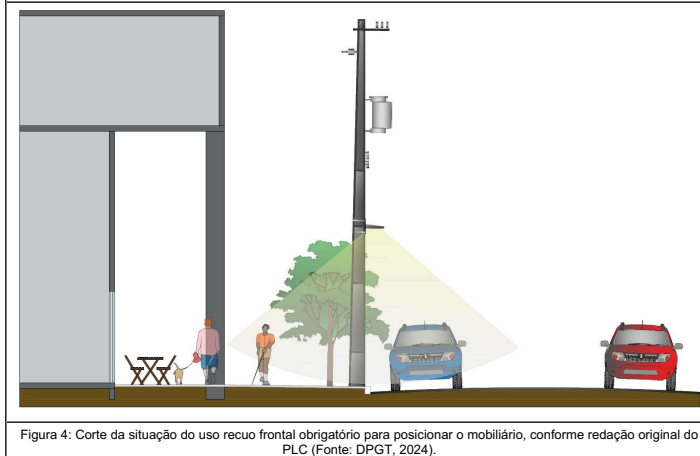 Figura 4: Corte da situação do uso recuo frontal obrigatório para posicionar o mobiliário, conforme redação original do
PLC (Fonte: DPGT, 2024).